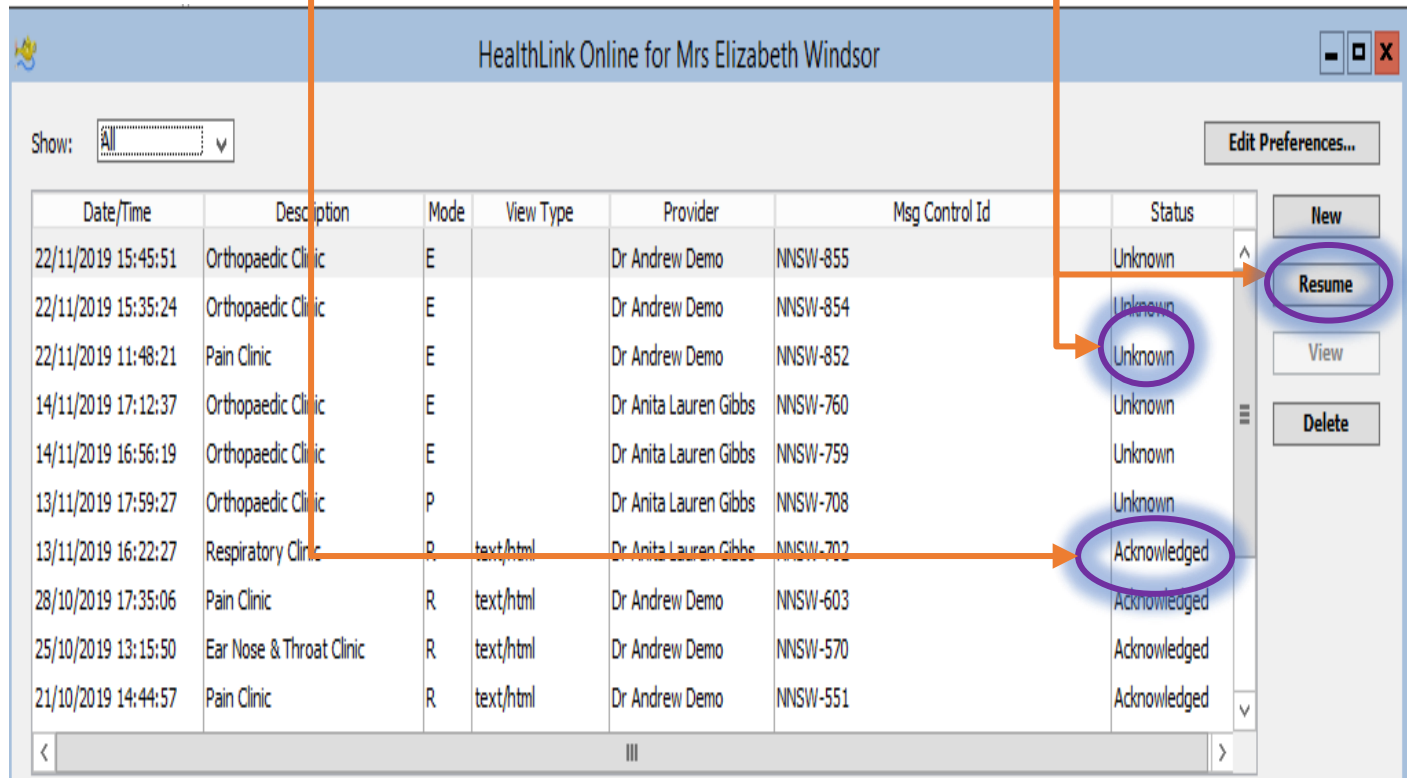 HealthLink Online for Mrs Elizabeth Windsor
Show: All Edit Preferences...
Date/Time Description Mode View Type Provider Msg Control Id Status New
22/11/2019 15:45:51 Orthopaedic Clinic E Dr Andrew Demo NNSW-855 Unknown
Resume
22/11/2019 15:35:24 Orthopaedic Clinic E Dr Andrew Demo NNSW-854 Unknown
22/11/2019 11:48:21 Pain Clinic E Dr Andrew Demo NNSW-852 Unknown View
14/11/2019 17:12:37 Orthopaedic Clinic E Dr Anita Lauren Gibbs NNSW-760 Unknown
Delete
14/11/2019 16:56:19 Orthopaedic Clinic E Dr Anita Lauren Gibbs NNSW-759 Unknown
13/11/2019 17:59:27 Orthopaedic Clinic P Dr Anita Lauren Gibbs NNSW-708 Unknown
13/11/2019 16:22:27 Respiratory Clinic R text/html Dr Anita Lauren Gibbs NNSW-702 Acknowledged
28/10/2019 17:35:06 Pain Clinic R text/html Dr Andrew Demo NNSW-603 Acknowledged
25/10/2019 13:15:50 Ear Nose & Throat Clinic R text/html Dr Andrew Demo NNSW-570 Acknowledged
21/10/2019 14:44:57 Pain Clinic R text/html Dr Andrew Demo NNSW-551 Acknowledged